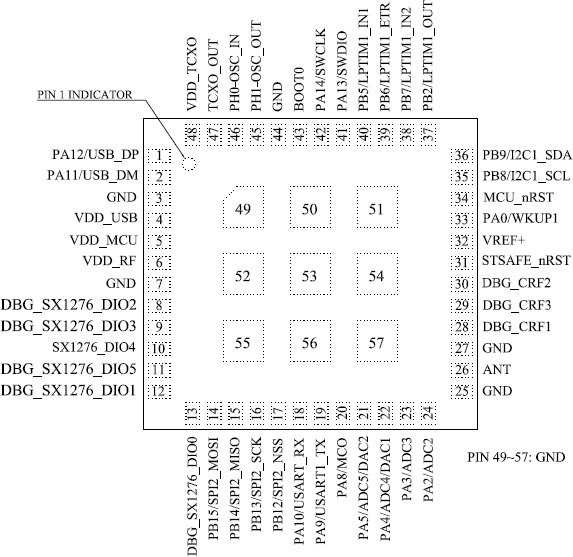 VDD_TCXO
TCXO_OUT
PH0-OSC_IN
PH1-OSC_OUT
GND
BOOT0
PA14/SWCLK
PA13/SWDIO
PB5/LPTIM1_IN1
PB6/LPTIM1_ETR
PB7/LPTIM1_IN2
PB2/LPTIM1_OUT
PIN 1 INDICATOR
48 47 46 45 44 43 42 41 40 39 38 37
PA12/USB_DP 1 36 PB9/I2C1_SDA
PA11/USB_DM 2 35 PB8/I2C1_SCL
GND 3 34 MCU_nRST
VDD_USB 4 49 50 51 33 PA0/WKUP1
VDD_MCU 5 32 VREF+
VDD_RF 6 31 STSAFE_nRST
GND 7 52 53 54 30 DBG_CRF2
DBG_SX1276_DIO2 8 29 DBG_CRF3
DBG_SX1276_DIO3 9 28 DBG_CRF1
SX1276_DIO4 10 55 56 57 27 GND
DBG_SX1276_DIO5 11 26 ANT
DBG_SX1276_DIO1 12 25 GND
13 14 15 16 17 18 19 20 21 22 23 24
DBG_SX1276_DIO0
PB15/SPI2_MOSI
PB14/SPI2_MISO
PB13/SPI2_SCK
PB12/SPI2_NSS
PA10/USART_RX
PA9/USART1_TX
PA8/MCO
PA5/ADC5/DAC2
PA4/ADC4/DAC1
PA3/ADC3
PA2/ADC2
PIN 49~57: GND